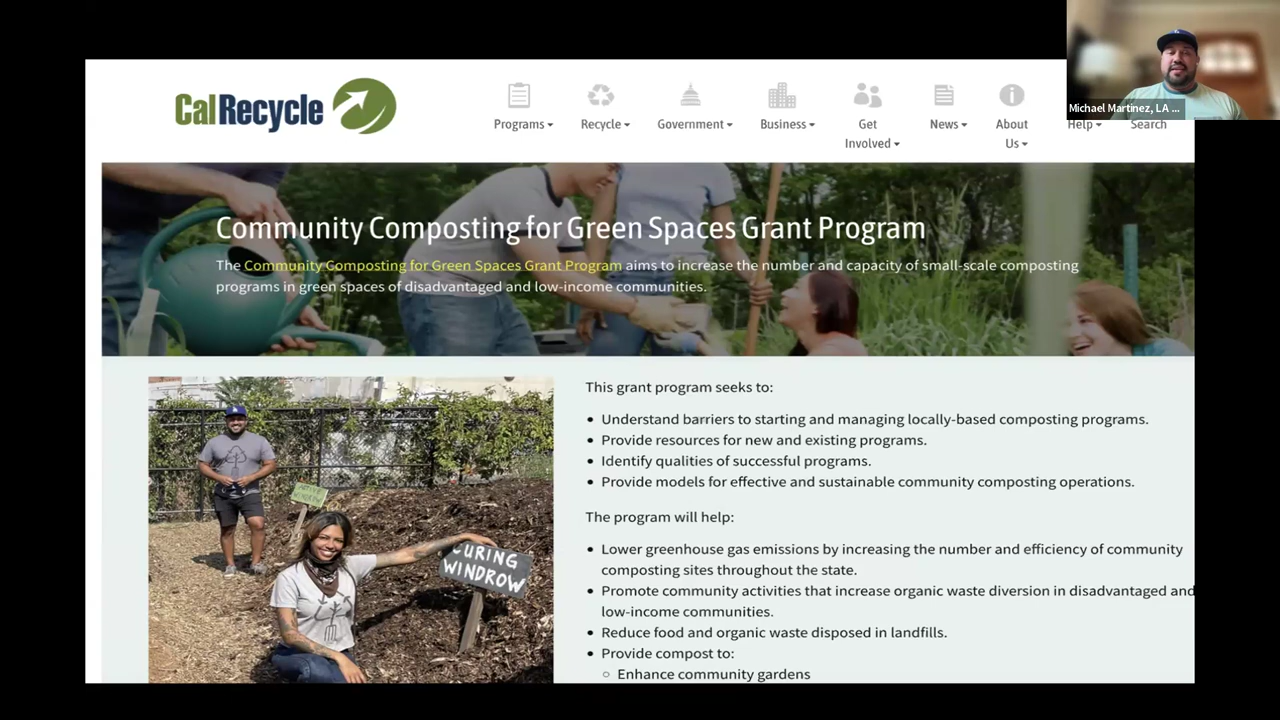 CalRecycle
Programs
Recycle
Government
Business
Get
Involved
News
About
Us
Help
Search
Michael Martinez, LA ...
Community Composting for Green Spaces Grant Program
The Community Composting for Green Spaces Grant Program aims to increase the number and capacity of small-scale composting
programs in green spaces of disadvantaged and low-income communities.
CURING
WINDROW
This grant program seeks to:
• Understand barriers to starting and managing locally-based composting programs.
• Provide resources for new and existing programs.
• Identify qualities of successful programs.
• Provide models for effective and sustainable community composting operations.
The program will help:
• Lower greenhouse gas emissions by increasing the number and efficiency of community
composting sites throughout the state.
• Promote community activities that increase organic waste diversion in disadvantaged and
low-income communities.
• Reduce food and organic waste disposed in landfills.
• Provide compost to:
○ Enhance community gardens